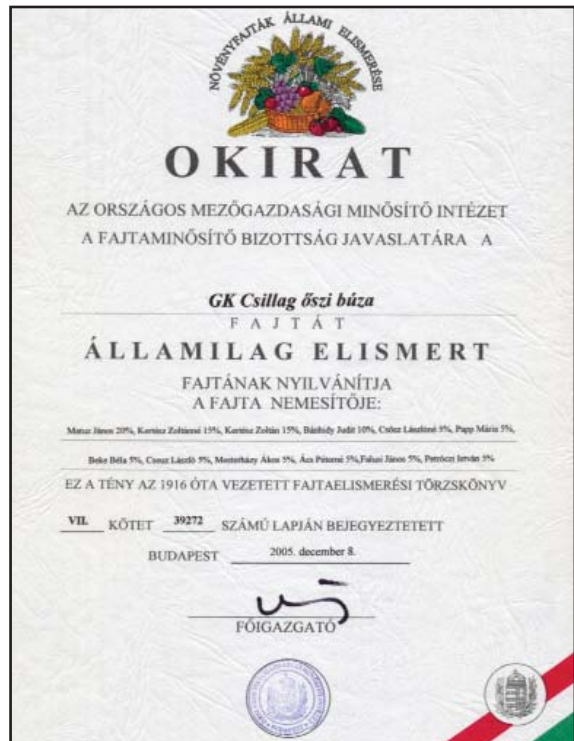 NÖVÉNYFAJTÁK ÁLLAMI ELISMERÉSE
OKIRAT
AZ ORSZÁGOS MEZŐGAZDASÁGI MINŐSÍTŐ INTÉZET
A FAJTAMINŐSÍTŐ BIZOTTSÁG JAVASLATÁRA A
GK Csillag őszi búza
FAJTÁT
ÁLLAMILAG ELISMERT
FAJTÁNAK NYILVÁNÍTJA
A FAJTA NEMESÍTŐJE:
Matuz János 20%, Kertész Zoltánné 15%, Kertész Zoltán 15%, Bánhidy Judit 10%, Csősz Lászlóné 5%, Papp Mária 5%,
Beke Béla 5%, Csősz László 5%, Mesterházy Ákos 5%, Ács Péterné 5%, Falusi János 5%, Petróczi István 5%
EZ A TÉNY AZ 1916 ÓTA VEZETETT FAJTAELISMERÉSI TÖRZSKÖNYV
VII. KÖTET 39272 SZÁMÚ LAPJÁN BEJEGYEZTETETT
BUDAPEST 2005. december 8.
FŐIGAZGATÓ